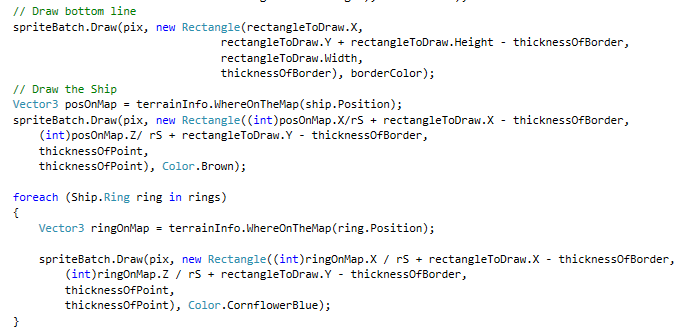 // Draw bottom line
spriteBatch.Draw(pix, new Rectangle(rectangleToDraw.X,
rectangleToDraw.Y + rectangleToDraw.Height - thicknessOfBorder,
rectangleToDraw.Width,
thicknessOfBorder), borderColor);
// Draw the Ship
Vector3 posOnMap = terrainInfo.WhereOnTheMap(ship.Position);
spriteBatch.Draw(pix, new Rectangle((int)posOnMap.X/rS + rectangleToDraw.X - thicknessOfBorder,
(int)posOnMap.Z/ rS + rectangleToDraw.Y - thicknessOfBorder,
thicknessOfPoint,
thicknessOfPoint), Color.Brown);
foreach (Ship.Ring ring in rings)
{
Vector3 ringOnMap = terrainInfo.WhereOnTheMap(ring.Position);
spriteBatch.Draw(pix, new Rectangle((int)ringOnMap.X / rS + rectangleToDraw.X - thicknessOfBorder,
(int)ringOnMap.Z / rS + rectangleToDraw.Y - thicknessOfBorder,
thicknessOfPoint,
thicknessOfPoint), Color.CornflowerBlue);
}